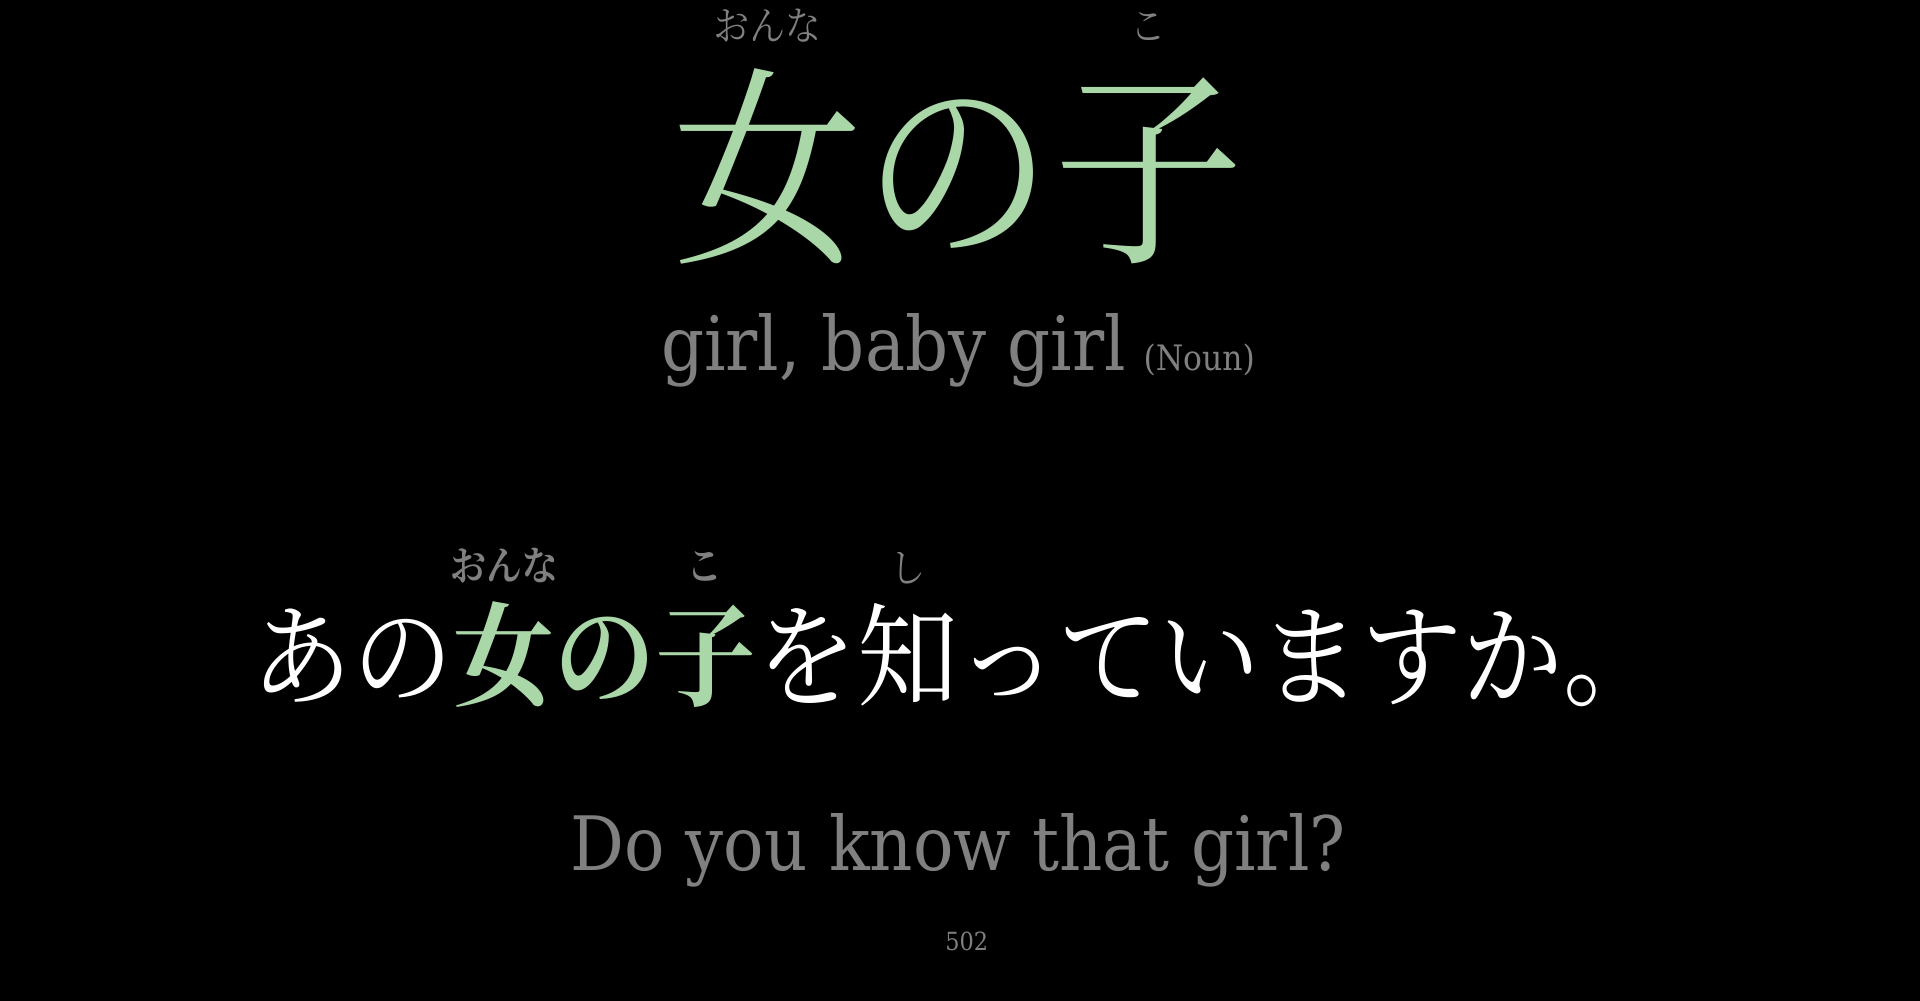 おんな こ
女の子
girl, baby girl (Noun)
おんな こ し
あの女の子を知っていますか。
Do you know that girl?
502